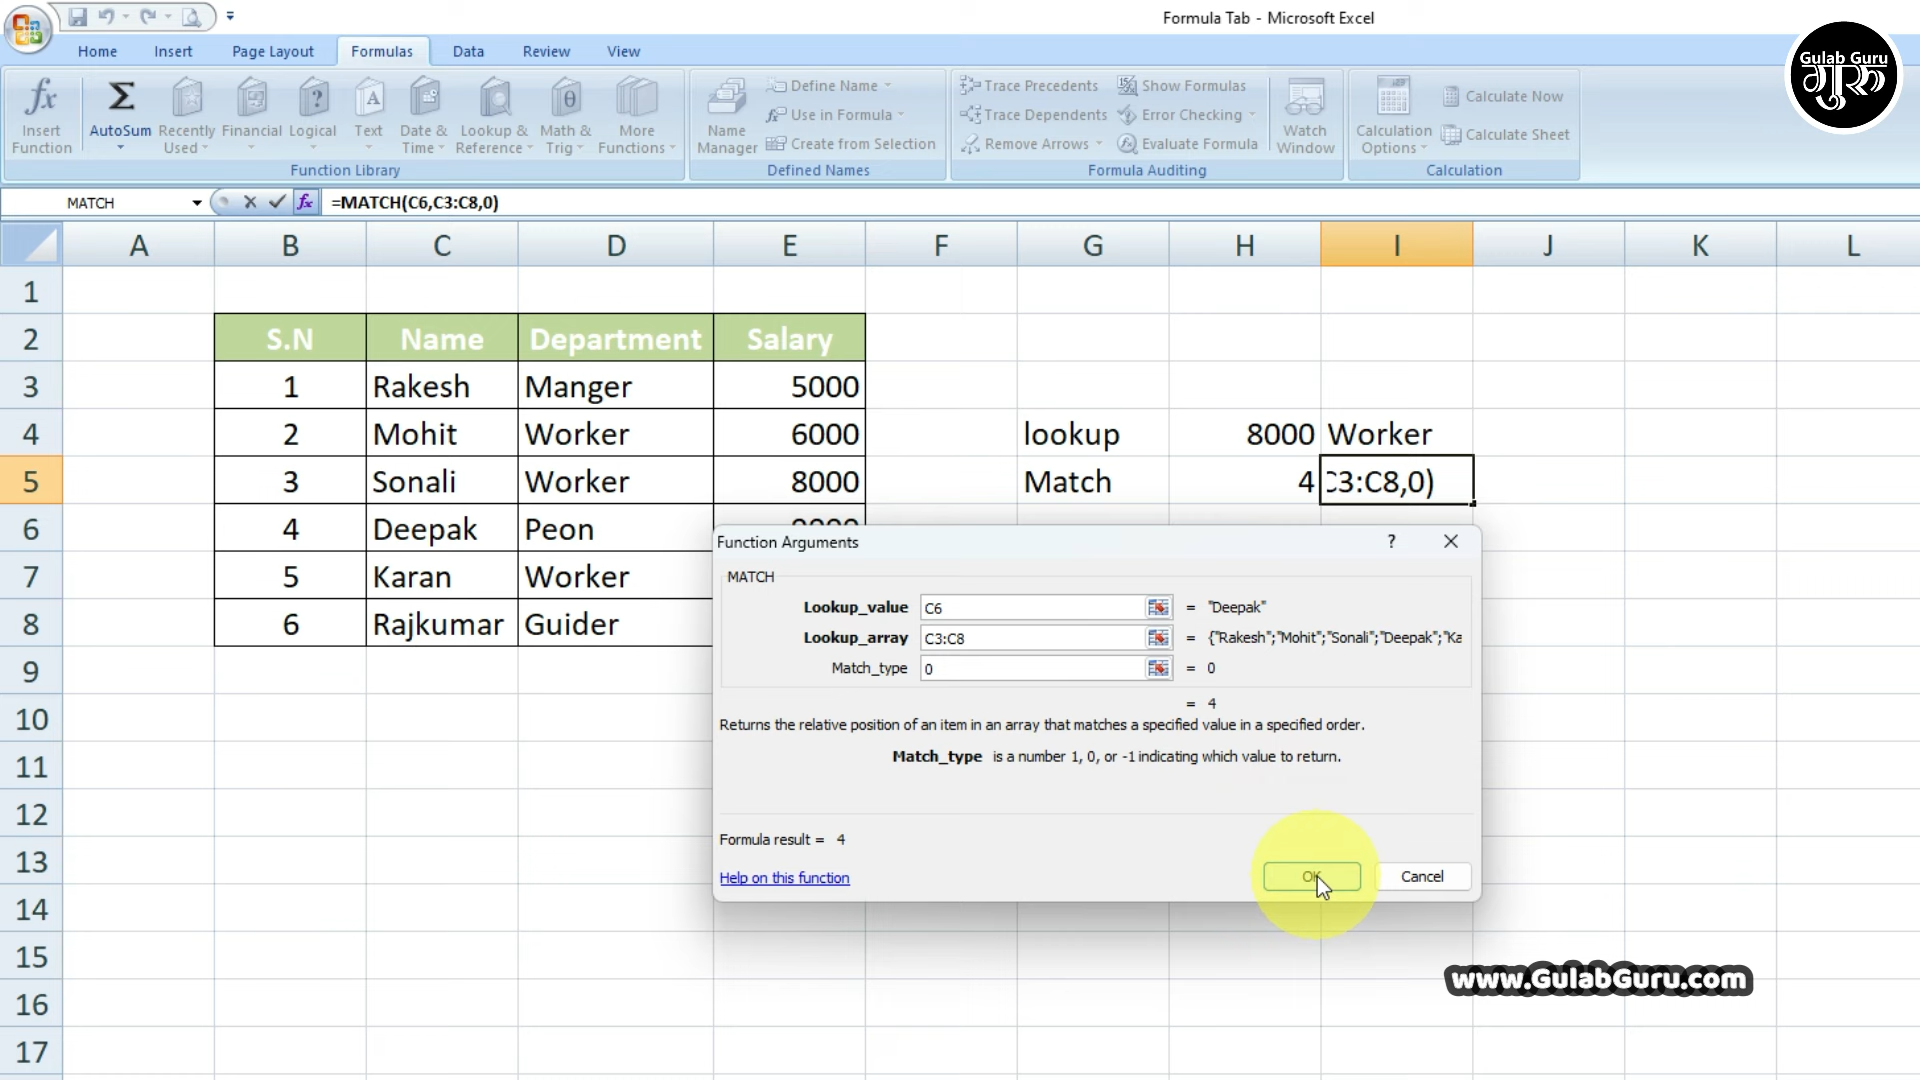 Formula Tab - Microsoft Excel
Home Insert Page Layout Formulas Data Review View
Gulab Guru
गुरु
fx Σ ? A θ
Insert Function AutoSum Recently Used Financial Logical Text Date & Time Lookup & Reference Math & Trig More Functions
Function Library
Name Manager
Define Name
Use in Formula
Create from Selection
Defined Names
Trace Precedents Show Formulas
Trace Dependents Error Checking
Remove Arrows Evaluate Formula
Watch Window
Formula Auditing
Calculation Options
Calculate Now
Calculate Sheet
Calculation
MATCH fx =MATCH(C6,C3:C8,0)
A B C D E F G H I J K L
1
2 S.N Name Department Salary
3 1 Rakesh Manger 5000
4 2 Mohit Worker 6000 lookup 8000 Worker
5 3 Sonali Worker 8000 Match 4 C3:C8,0)
6 4 Deepak Peon
7 5 Karan Worker
8 6 Rajkumar Guider
9
10
11
12
13
14
15
16
17
Function Arguments ?
MATCH
Lookup_value C6 = "Deepak"
Lookup_array C3:C8 = {"Rakesh";"Mohit";"Sonali";"Deepak";"Ka
Match_type 0 = 0
= 4
Returns the relative position of an item in an array that matches a specified value in a specified order.
Match_type is a number 1, 0, or -1 indicating which value to return.
Formula result = 4
Help on this function
OK Cancel
www.GulabGuru.com